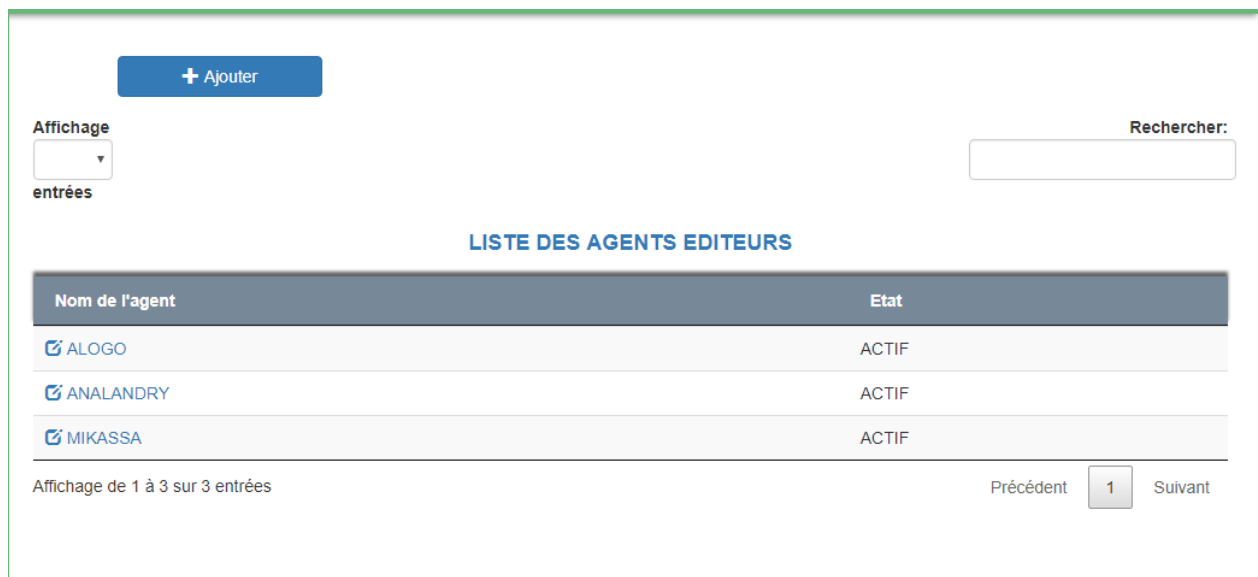 Ajouter
Affichage
Rechercher:
entrées
LISTE DES AGENTS EDITEURS
Nom de l'agent Etat
ALOGO ACTIF
ANALANDRY ACTIF
MIKASSA ACTIF
Affichage de 1 à 3 sur 3 entrées Précédent 1 Suivant